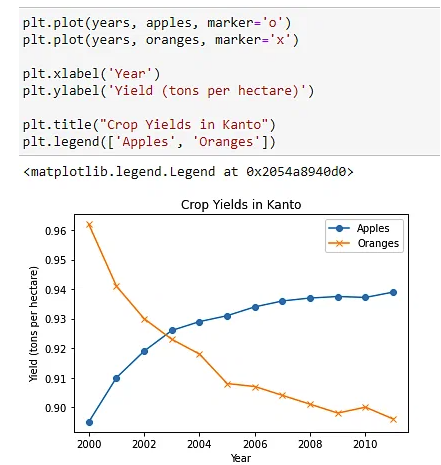 plt.plot(years, apples, marker='o')
plt.plot(years, oranges, marker='x')
plt.xlabel('Year')
plt.ylabel('Yield (tons per hectare)')
plt.title("Crop Yields in Kanto")
plt.legend(['Apples', 'Oranges'])
<matplotlib.legend.Legend at 0x2054a8940d0>
Crop Yields in Kanto
Apples
Oranges
Yield (tons per hectare)
0.96
0.95
0.94
0.93
0.92
0.91
0.90
2000 2002 2004 2006 2008 2010
Year